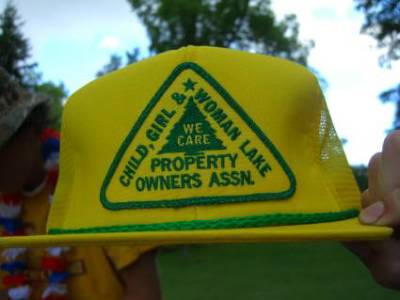 CHILD, GIRL & WOMAN LAKE
WE
CARE
PROPERTY
OWNERS ASSN.